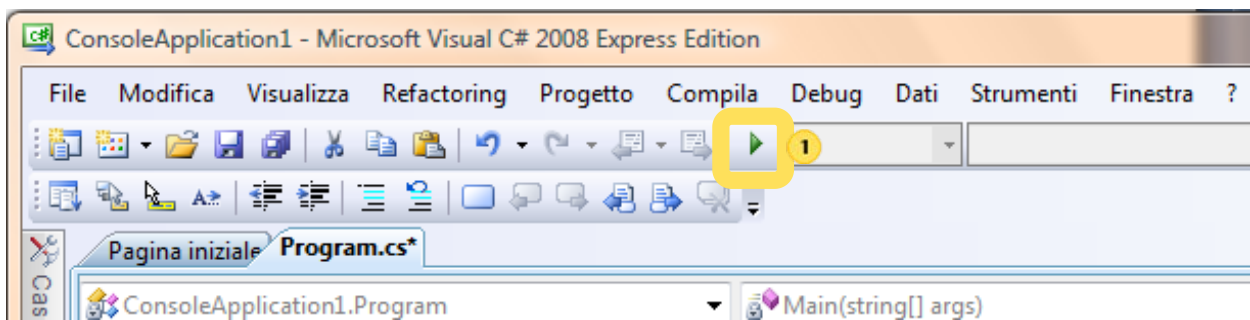 ConsoleApplication1 - Microsoft Visual C# 2008 Express Edition
File Modifica Visualizza Refactoring Progetto Compila Debug Dati Strumenti Finestra ?
1
Pagina iniziale Program.cs*
Cas
ConsoleApplication1.Program Main(string[] args)